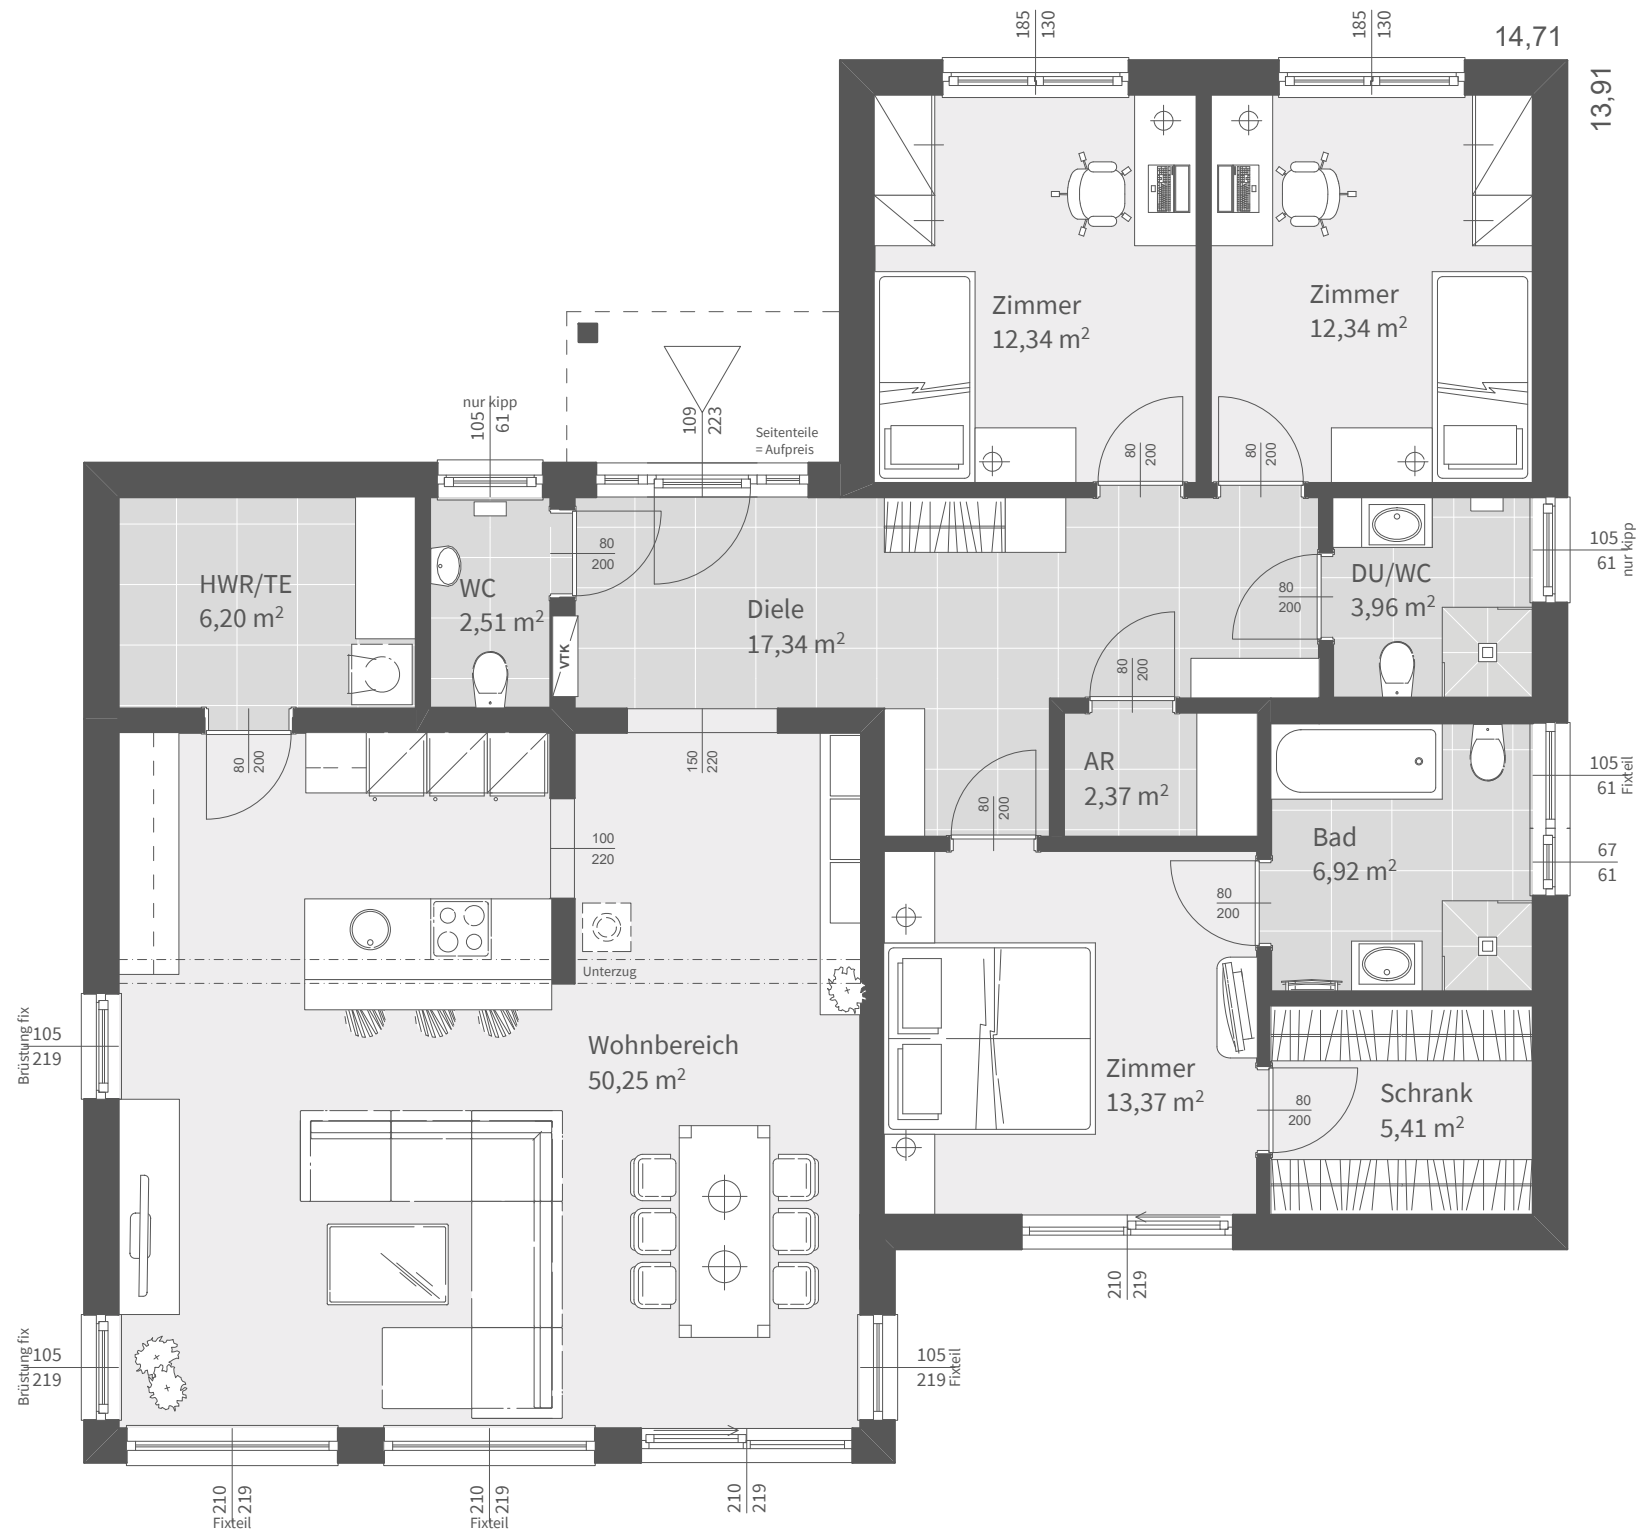 185
130
185
130
14,71
13,91
Zimmer
12,34 m²
Zimmer
12,34 m²
nur kipp
105
61
109
223
Seitenteile
= Aufpreis
80
200
80
200
HWR/TE
6,20 m²
WC
2,51 m²
80
200
VTK
Diele
17,34 m²
80
200
DU/WC
3,96 m²
105
61
nur kipp
80
200
80
200
150
220
AR
2,37 m²
105
61
Fixteil
80
200
100
220
Bad
6,92 m²
67
61
80
200
Unterzug
Brüstung fix
105
219
Wohnbereich
50,25 m²
Zimmer
13,37 m²
80
200
Schrank
5,41 m²
210
219
Brüstung fix
105
219
105
219
Fixteil
210
219
Fixteil
210
219
Fixteil
210
219